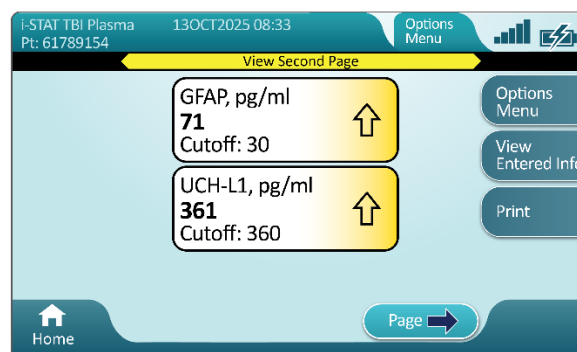 i-STAT TBI Plasma 13OCT2025 08:33 Options
Pt: 61789154 Menu
View Second Page
GFAP, pg/ml
71
Cutoff: 30
UCH-L1, pg/ml
361
Cutoff: 360
Options
Menu
View
Entered Info
Print
Page
Home